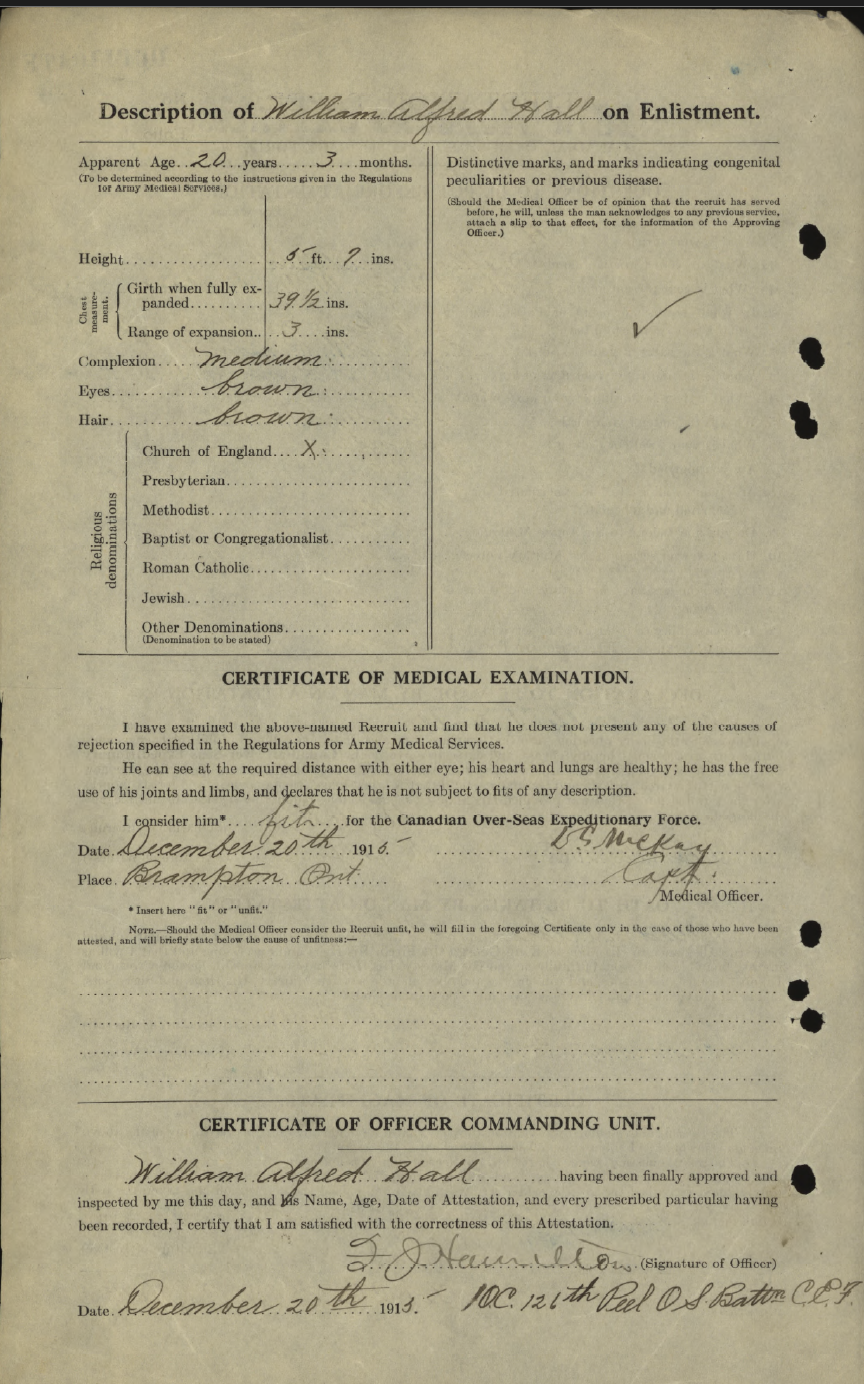 Description of William Alfred Hall on Enlistment.
Apparent Age..20...years.....3...months.
(To be determined according to the instructions given in the Regulations
for Army Medical Services.)
Height..................5 ft. 7 ins.
Chest measure-ment.
Girth when fully ex-
panded..........39 1/2 ins.
Range of expansion....3....ins.
Complexion.....medium...........
Eyes............brown............
Hair............brown............
Religious denominations
Church of England....X.......
Presbyterian......................
Methodist........................
Baptist or Congregationalist...........
Roman Catholic....................
Jewish..........................
Other Denominations................
(Denomination to be stated)
Distinctive marks, and marks indicating congenital
peculiarities or previous disease.
(Should the Medical Officer be of opinion that the recruit has served
before, he will, unless the man acknowledges to any previous service,
attach a slip to that effect, for the information of the Approving
Officer.)
✓
CERTIFICATE OF MEDICAL EXAMINATION.
I have examined the above-named Recruit and find that he does not present any of the causes of
rejection specified in the Regulations for Army Medical Services.
He can see at the required distance with either eye; his heart and lungs are healthy; he has the free
use of his joints and limbs, and declares that he is not subject to fits of any description.
I consider him*....fit....for the Canadian Over-Seas Expeditionary Force.
Date December 20th 1915 McKay
Place Brampton Ont. Capt.
Medical Officer.
* Insert here "fit" or "unfit."
NOTE.—Should the Medical Officer consider the Recruit unfit, he will fill in the foregoing Certificate only in the case of those who have been
attested, and will briefly state below the cause of unfitness:—
CERTIFICATE OF OFFICER COMMANDING UNIT.
William Alfred Hall............having been finally approved and
inspected by me this day, and his Name, Age, Date of Attestation, and every prescribed particular having
been recorded, I certify that I am satisfied with the correctness of this Attestation.
F J Hamilton (Signature of Officer)
Date December 20th 1915 OC. 126th Peel O S Battn C.E.F.